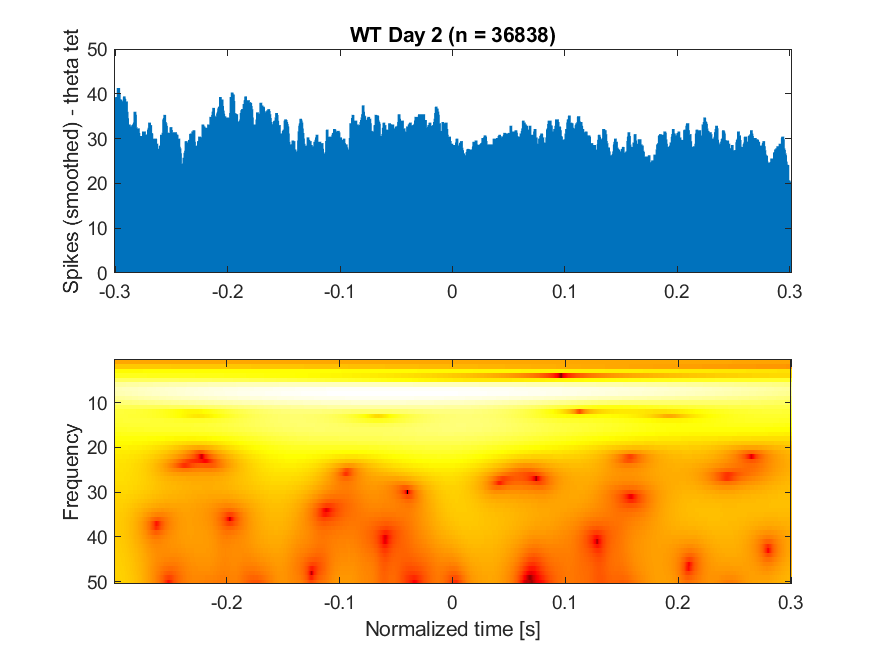 WT Day 2 (n = 36838)
Spikes (smoothed) - theta tet
50
40
30
20
10
0
-0.3 -0.2 -0.1 0 0.1 0.2 0.3
Frequency
10
20
30
40
50
-0.2 -0.1 0 0.1 0.2 0.3
Normalized time [s]